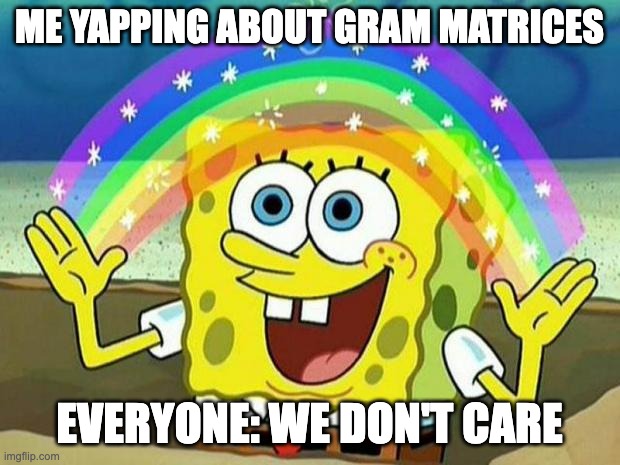 ME YAPPING ABOUT GRAM MATRICES
EVERYONE: WE DON'T CARE
imgflip.com